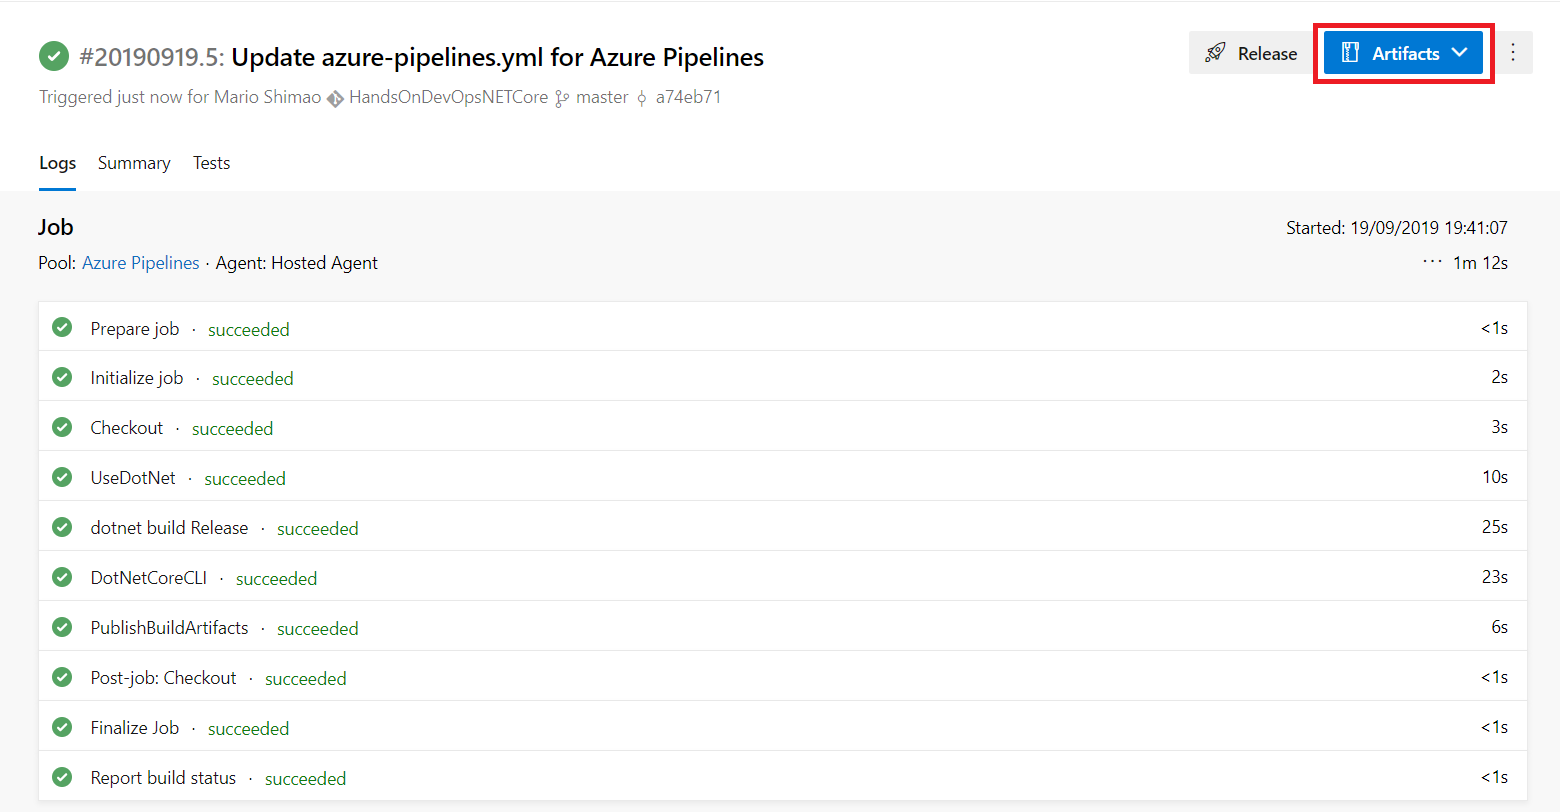 #20190919.5: Update azure-pipelines.yml for Azure Pipelines
Release
Artifacts
Triggered just now for Mario Shimao HandsOnDevOpsNETCore master a74eb71
Logs Summary Tests
Job
Started: 19/09/2019 19:41:07
Pool: Azure Pipelines · Agent: Hosted Agent
··· 1m 12s
Prepare job · succeeded <1s
Initialize job · succeeded 2s
Checkout · succeeded 3s
UseDotNet · succeeded 10s
dotnet build Release · succeeded 25s
DotNetCoreCLI · succeeded 23s
PublishBuildArtifacts · succeeded 6s
Post-job: Checkout · succeeded <1s
Finalize Job · succeeded <1s
Report build status · succeeded <1s